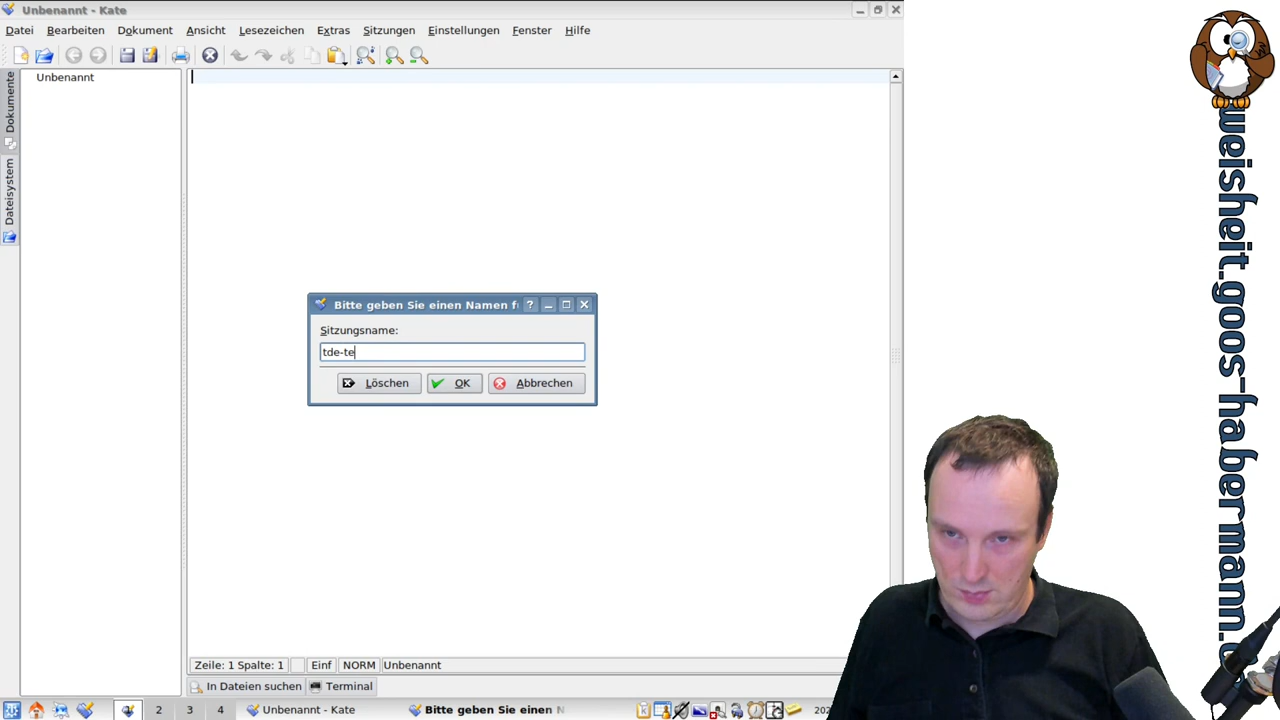 Unbenannt - Kate
Datei Bearbeiten Dokument Ansicht Lesezeichen Extras Sitzungen Einstellungen Fenster Hilfe
Dokumente
Dateisystem
Unbenannt
Bitte geben Sie einen Namen f
Sitzungsname:
tde-te
Löschen OK Abbrechen
Zeile: 1 Spalte: 1 Einf NORM Unbenannt
In Dateien suchen Terminal
2 3 4 Unbenannt - Kate Bitte geben Sie einen N 202
weisheit.goos-habermann.